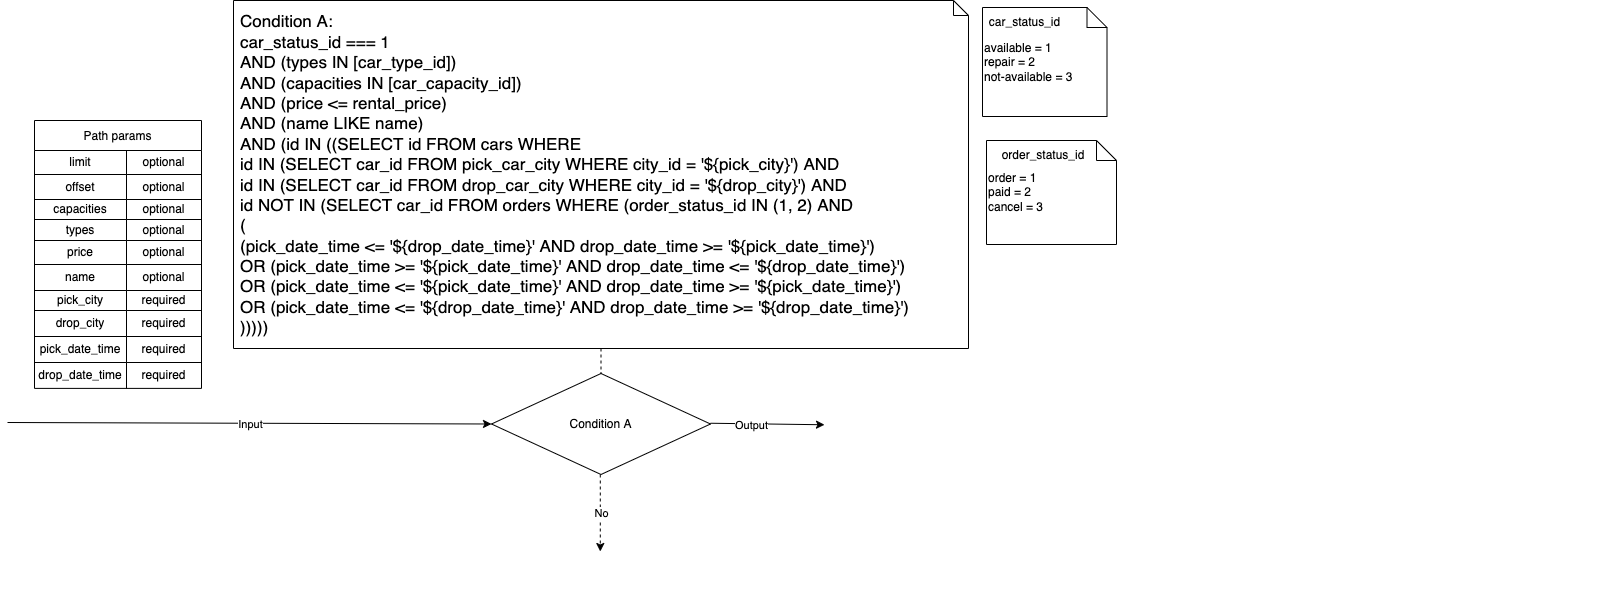 Condition A:
car_status_id === 1
AND (types IN [car_type_id])
AND (capacities IN [car_capacity_id])
AND (price <= rental_price)
AND (name LIKE name)
AND (id IN ((SELECT id FROM cars WHERE
id IN (SELECT car_id FROM pick_car_city WHERE city_id = '${pick_city}') AND
id IN (SELECT car_id FROM drop_car_city WHERE city_id = '${drop_city}') AND
id NOT IN (SELECT car_id FROM orders WHERE (order_status_id IN (1, 2) AND
(
(pick_date_time <= '${drop_date_time}' AND drop_date_time >= '${pick_date_time}')
OR (pick_date_time >= '${pick_date_time}' AND drop_date_time <= '${drop_date_time}')
OR (pick_date_time <= '${pick_date_time}' AND drop_date_time >= '${pick_date_time}')
OR (pick_date_time <= '${drop_date_time}' AND drop_date_time >= '${drop_date_time}')
)))))
car_status_id
available = 1
repair = 2
not-available = 3
order_status_id
order = 1
paid = 2
cancel = 3
Path params
limit optional
offset optional
capacities optional
types optional
price optional
name optional
pick_city required
drop_city required
pick_date_time required
drop_date_time required
Input
Condition A
Output
No